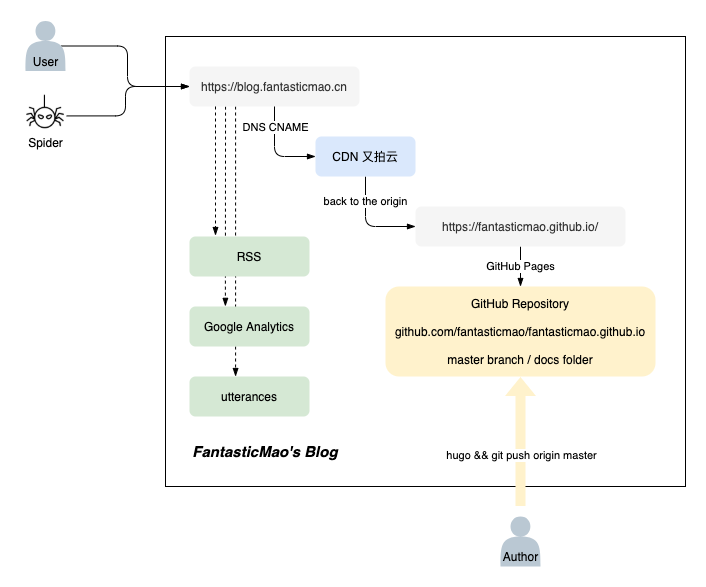 User
Spider
https://blog.fantasticmao.cn
DNS CNAME
CDN 又拍云
back to the origin
https://fantasticmao.github.io/
GitHub Pages
RSS
Google Analytics
utterances
GitHub Repository
github.com/fantasticmao/fantasticmao.github.io
master branch / docs folder
FantasticMao's Blog
hugo && git push origin master
Author